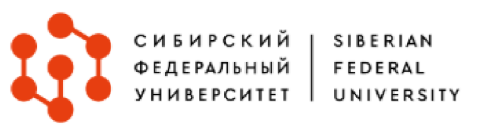 СИБИРСКИЙ
ФЕДЕРАЛЬНЫЙ
УНИВЕРСИТЕТ
SIBERIAN
FEDERAL
UNIVERSITY